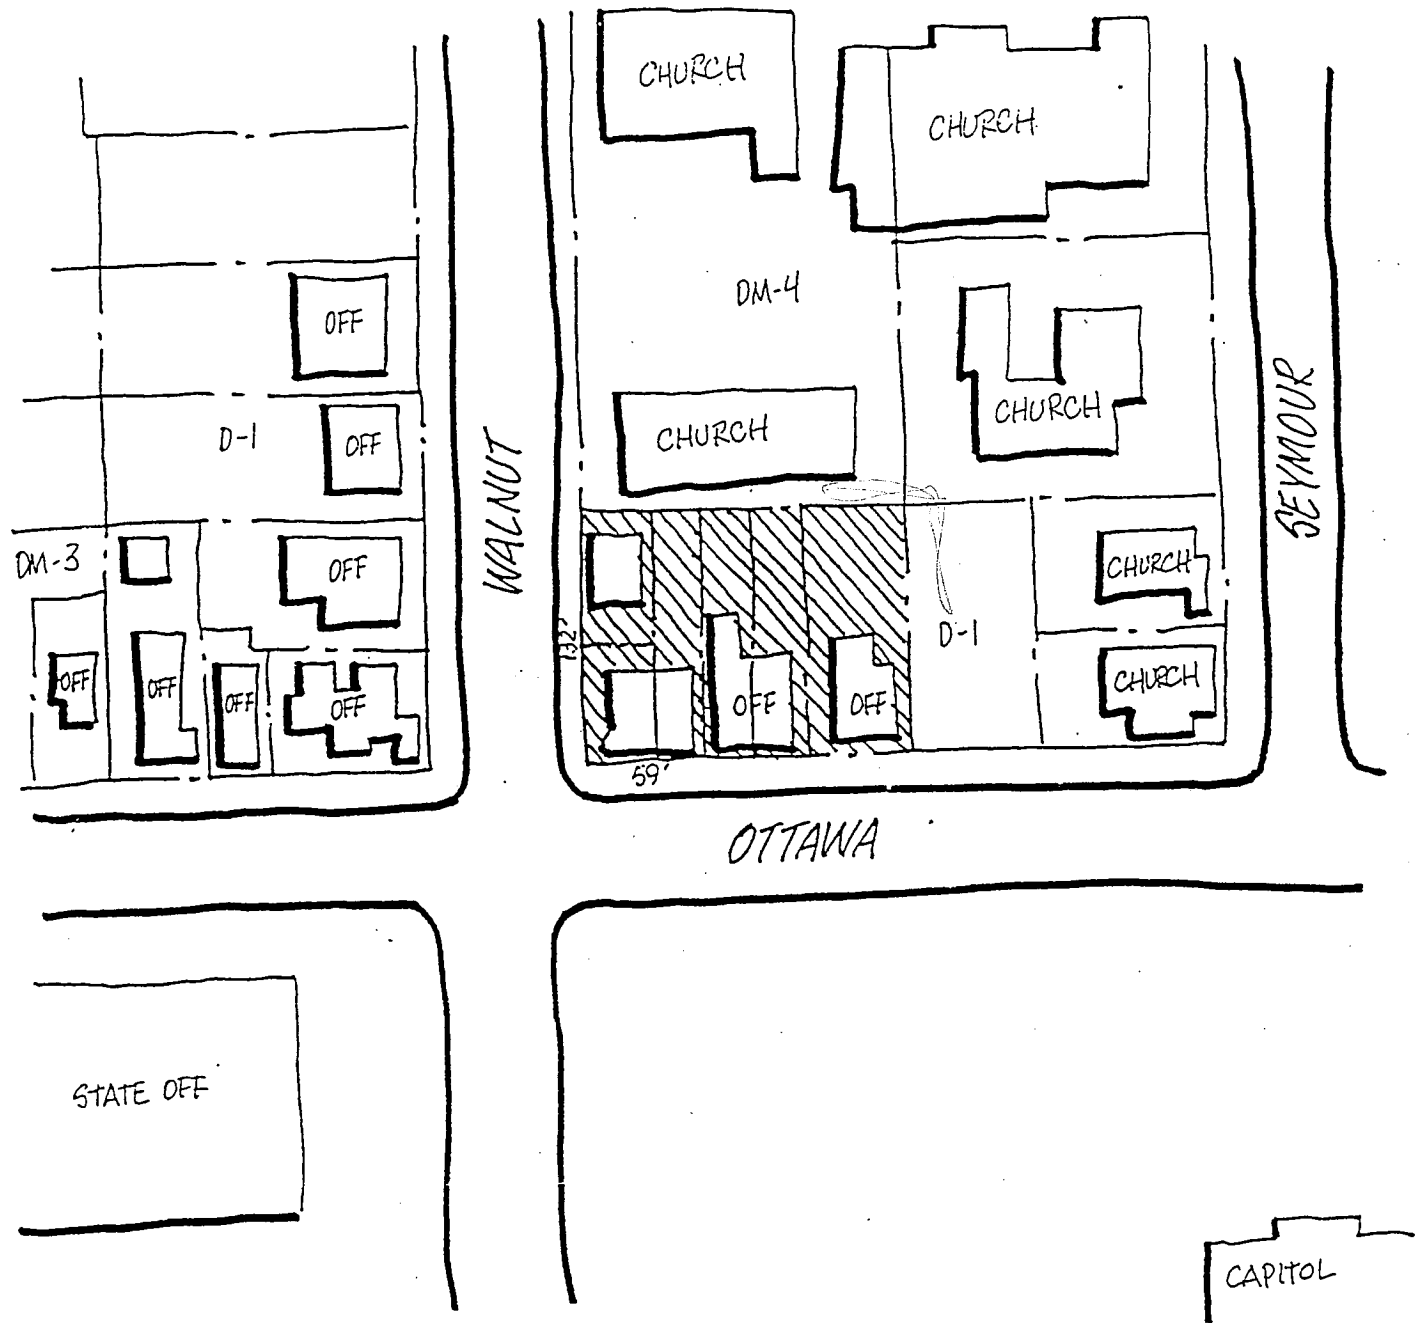 CHURCH
CHURCH
DM-4
OFF
CHURCH
CHURCH
D-1
OFF
WALNUT
SEYMOUR
DM-3
OFF
CHURCH
132'
D-1
OFF
OFF
OFF
OFF
OFF
OFF
CHURCH
59'
OTTAWA
STATE OFF
CAPITOL